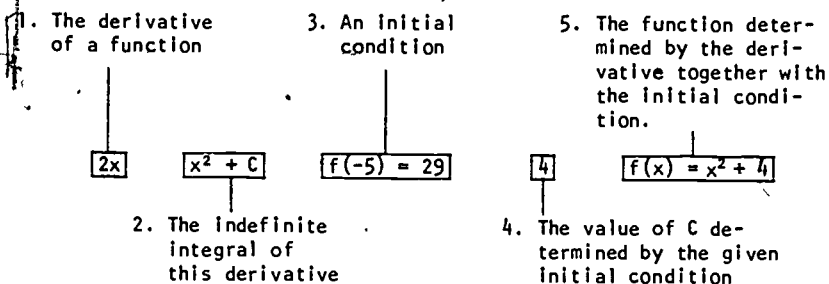 1. The derivative
of a function
3. An initial
condition
5. The function deter-
mined by the deri-
vative together with
the initial condi-
tion.
2x
x² + C
f(-5) = 29
4
f(x) = x² + 4
2. The indefinite
integral of
this derivative
4. The value of C de-
termined by the given
initial condition